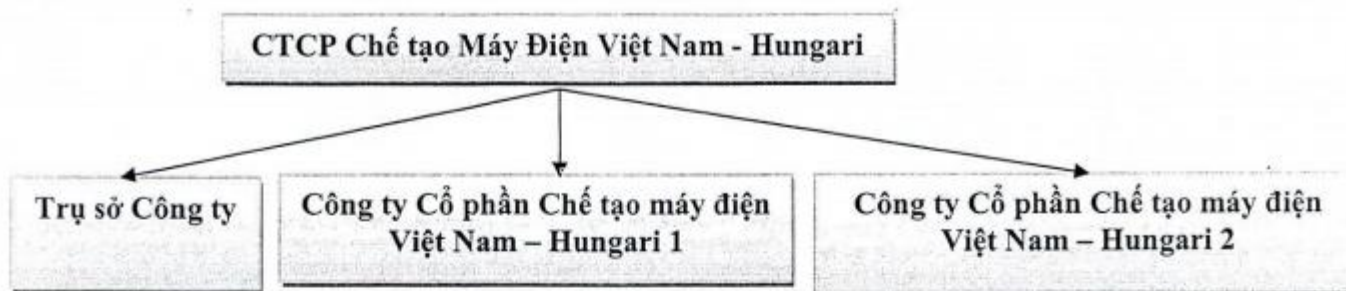 CTCP Chế tạo Máy Điện Việt Nam - Hungari
Trụ sở Công ty
Công ty Cổ phần Chế tạo máy điện
Việt Nam – Hungari 1
Công ty Cổ phần Chế tạo máy điện
Việt Nam – Hungari 2